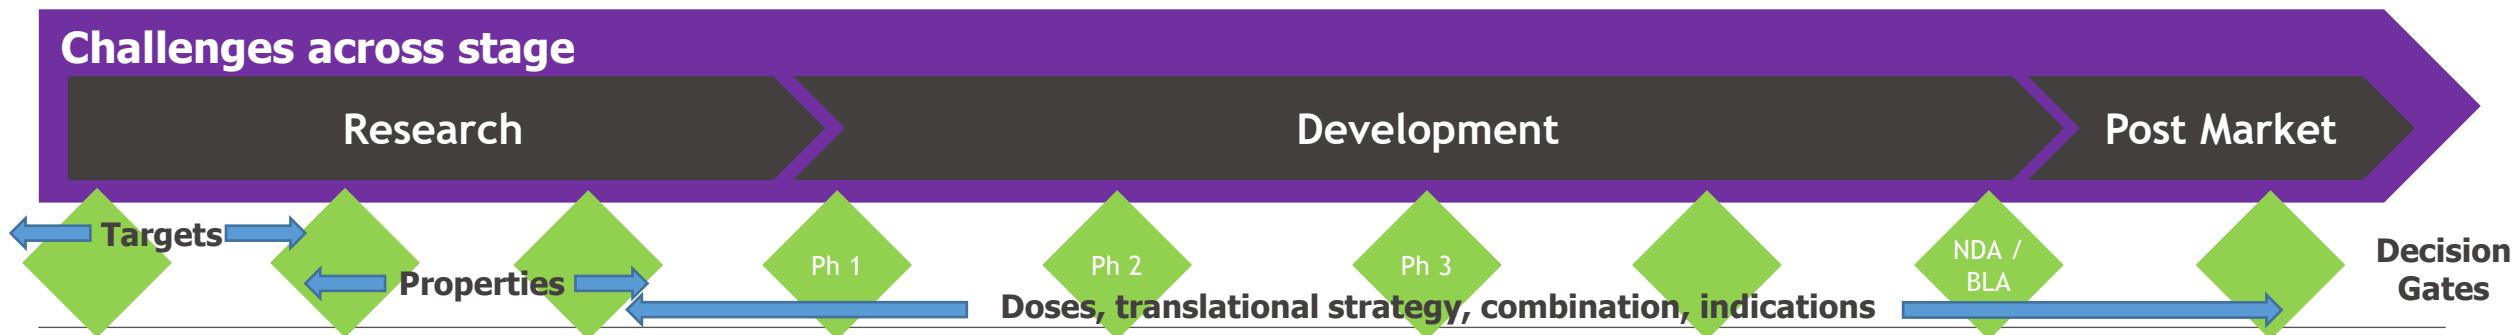 Challenges across stage
Research
Development
Post Market
Targets
Properties
Ph 1
Ph 2
Ph 3
NDA /
BLA
Decision
Gates
Doses, translational strategy, combination, indications